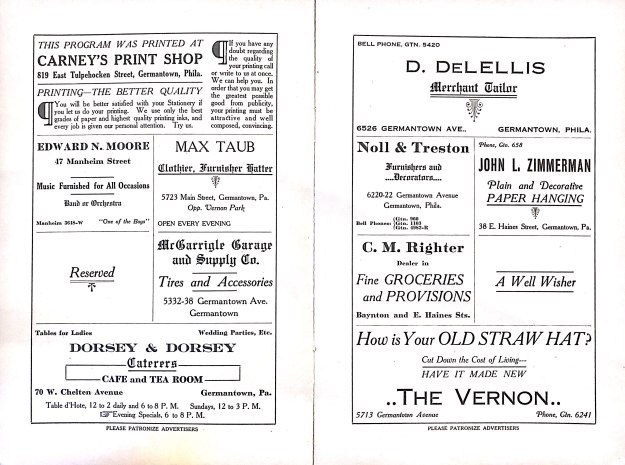 THIS PROGRAM WAS PRINTED AT
CARNEY'S PRINT SHOP
819 East Tulpehocken Street, Germantown, Phila.
PRINTING—THE BETTER QUALITY
¶You will be better satisfied with your Stationery if
you let us do your printing. We use only the best
grades of paper and highest quality printing inks, and
every job is given our personal attention. Try us.
¶If you have any
doubt regarding
the quality of
your printing call
or write to us at once.
We can help you. In
order that you may get
the greatest possible
good from publicity,
your printing must be
attractive and well
composed, convincing.
EDWARD N. MOORE
47 Manheim Street
Music Furnished for All Occasions
Band or Orchestra
Manheim 3648-W "One of the Boys"
MAX TAUB
Clothier, Furnisher Hatter
5723 Main Street, Germantown, Pa.
Opp. Vernon Park
OPEN EVERY EVENING
Reserved
McGarrigle Garage
and Supply Co.
Tires and Accessories
5332-38 Germantown Ave.
Germantown
Tables for Ladies Wedding Parties, Etc.
DORSEY & DORSEY
Caterers
CAFE and TEA ROOM
70 W. Chelten Avenue Germantown, Pa.
Table d'Hote, 12 to 2 daily and 6 to 8 P. M. Sundays, 12 to 3 P. M.
☞Evening Specials, 6 to 8 P. M.
PLEASE PATRONIZE ADVERTISERS
BELL PHONE, GTN. 5420
D. DeLELLIS
Merchant Tailor
6526 GERMANTOWN AVE., GERMANTOWN, PHILA.
Noll & Treston
Furnishers and
....Decorators....
6220-22 Germantown Avenue
Germantown, Phila.
Bell Phones:
Gtn. 960
Gtn. 1103
Gtn. 4982-R
'Phone, Gtn. 658
JOHN L. ZIMMERMAN
Plain and Decorative
PAPER HANGING
38 E. Haines Street, Germantown, Pa.
C. M. Righter
Dealer in
Fine GROCERIES
and PROVISIONS
Baynton and E. Haines Sts.
A Well Wisher
How is Your OLD STRAW HAT?
Cut Down the Cost of Living—
HAVE IT MADE NEW
..THE VERNON..
5713 Germantown Avenue 'Phone, Gtn. 6241
PLEASE PATRONIZE ADVERTISERS